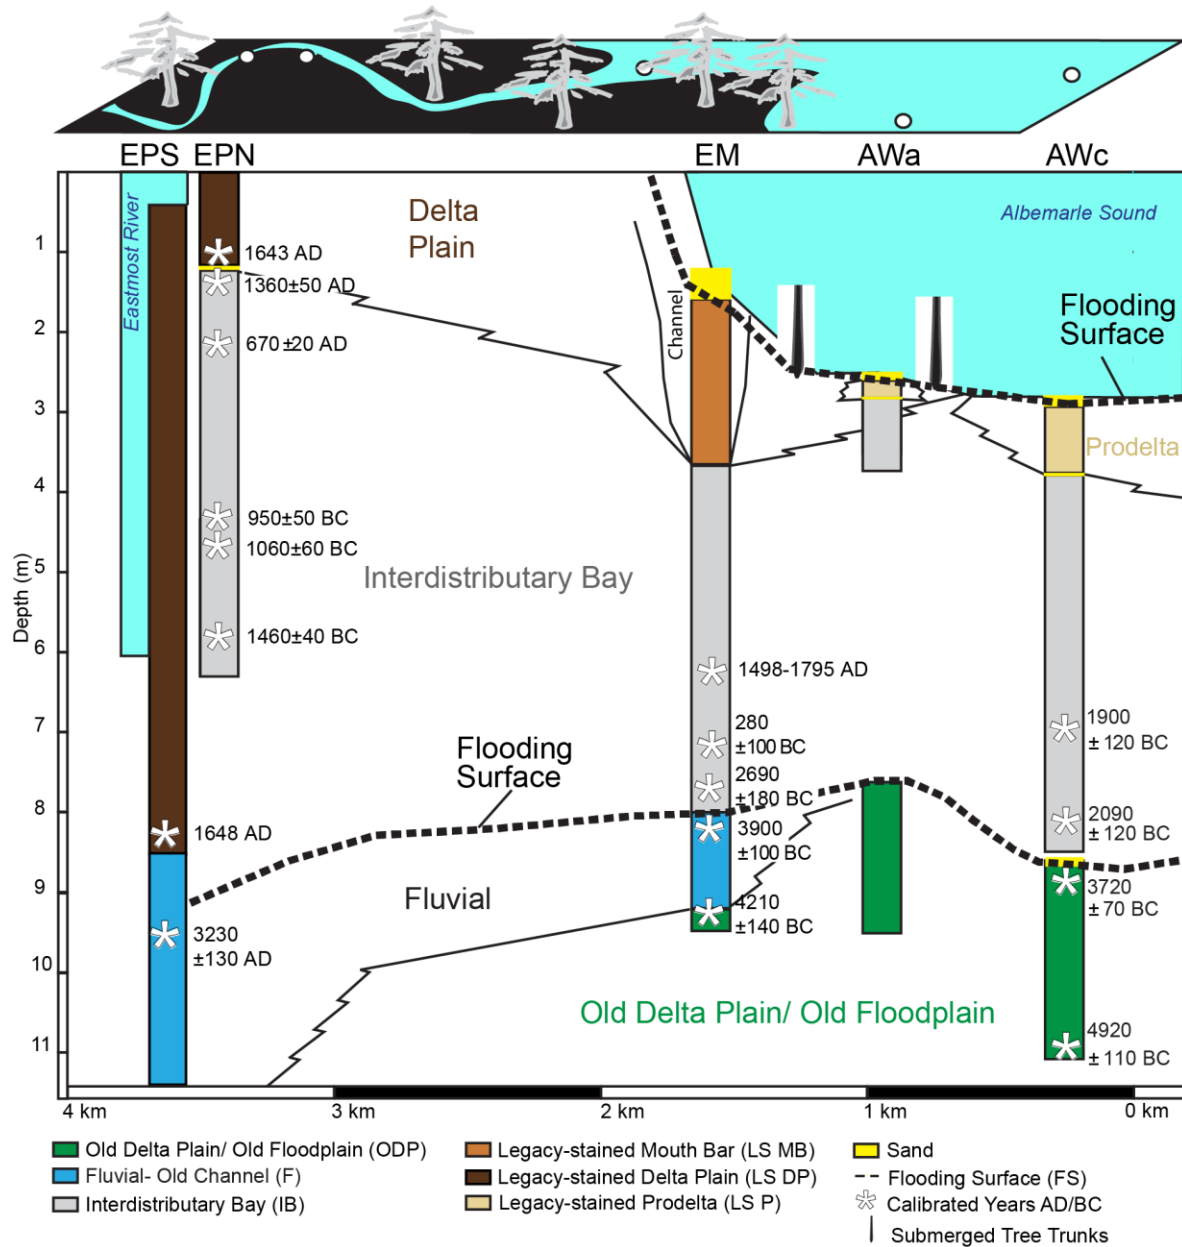 EPS EPN EM AWa AWc
Eastmost River
Delta
Plain
Albemarle Sound
Channel
Flooding
Surface
Prodelta
Interdistributary Bay
Flooding
Surface
Fluvial
Old Delta Plain/ Old Floodplain
1643 AD
1360±50 AD
670±20 AD
950±50 BC
1060±60 BC
1460±40 BC
1648 AD
3230
±130 AD
1498-1795 AD
280
±100 BC
2690
±180 BC
3900
±100 BC
4210
±140 BC
1900
±120 BC
2090
±120 BC
3720
±70 BC
4920
±110 BC
Depth (m)
1
2
3
4
5
6
7
8
9
10
11
4 km 3 km 2 km 1 km 0 km
Old Delta Plain/ Old Floodplain (ODP)
Fluvial- Old Channel (F)
Interdistributary Bay (IB)
Legacy-stained Mouth Bar (LS MB)
Legacy-stained Delta Plain (LS DP)
Legacy-stained Prodelta (LS P)
Sand
Flooding Surface (FS)
Calibrated Years AD/BC
Submerged Tree Trunks